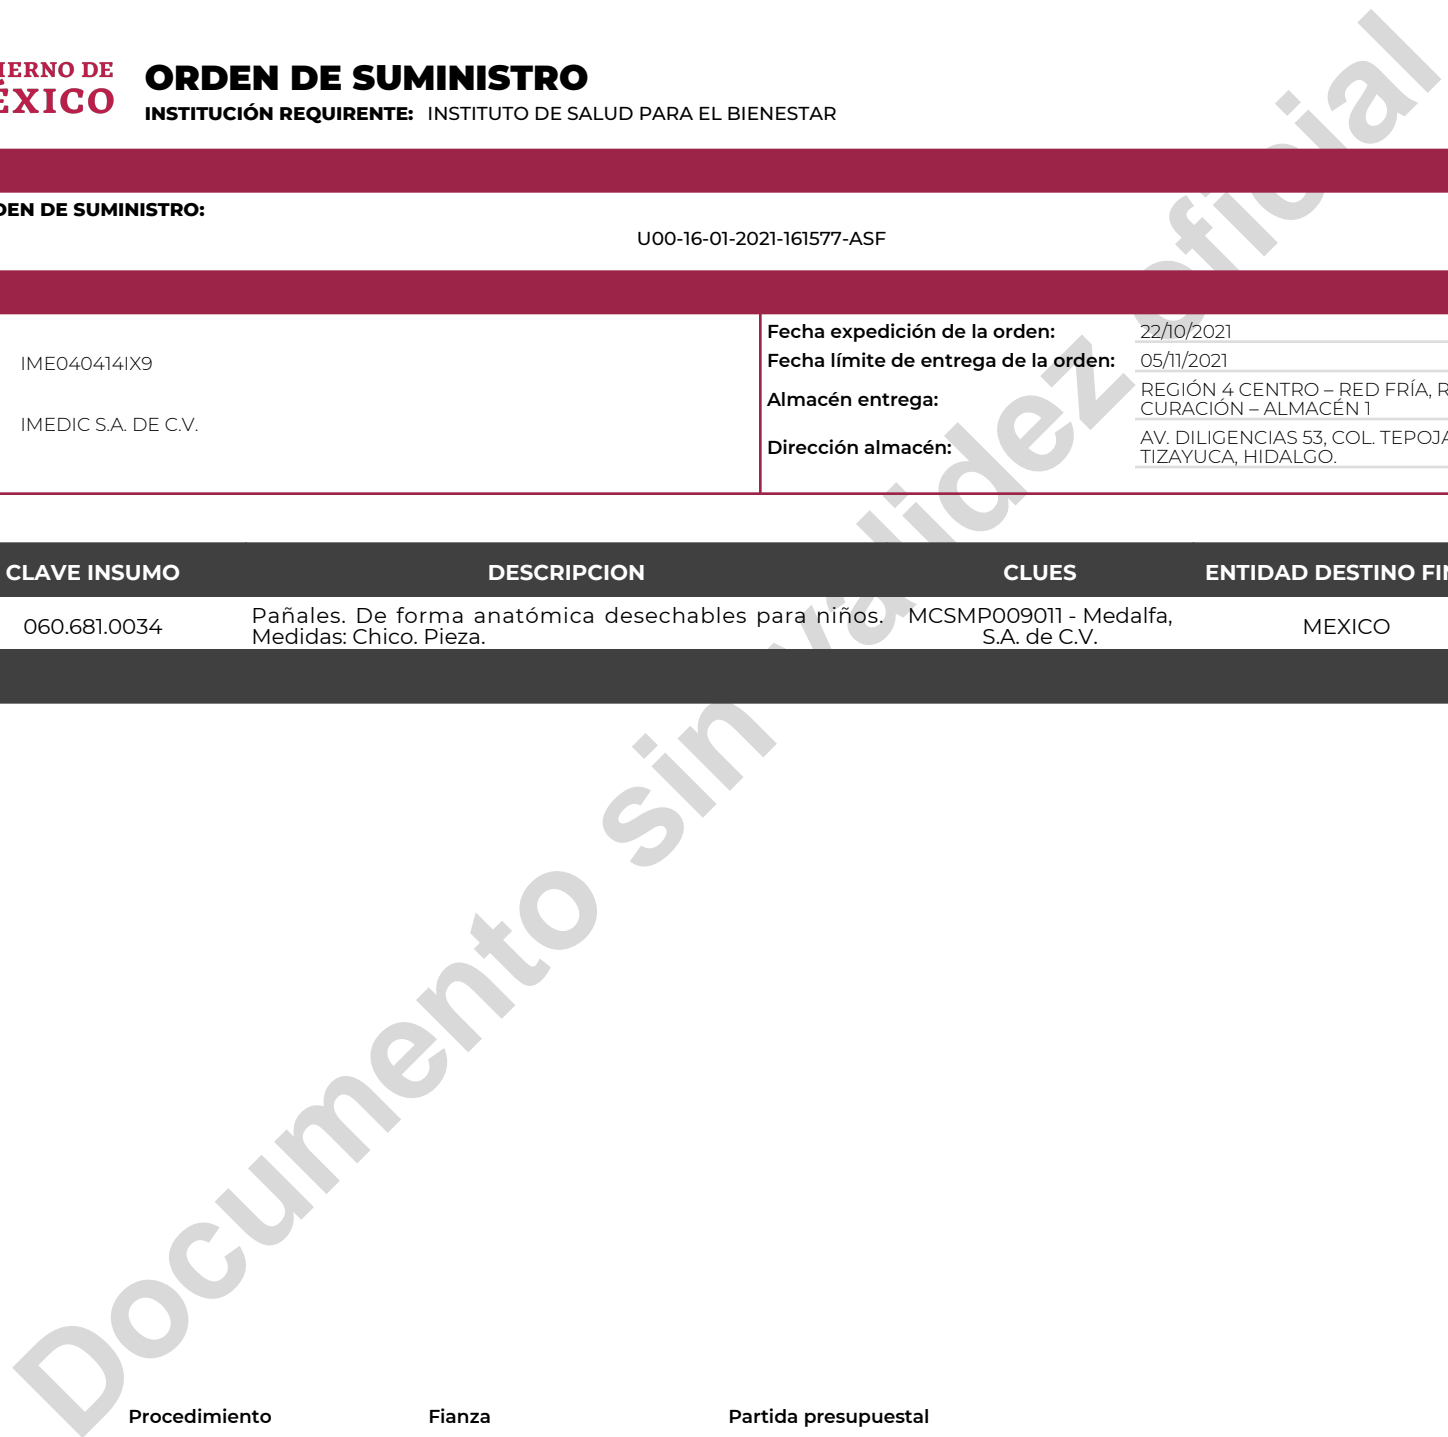 IERNO DE
ÉXICO
ORDEN DE SUMINISTRO
INSTITUCIÓN REQUIRENTE: INSTITUTO DE SALUD PARA EL BIENESTAR
DEN DE SUMINISTRO:
U00-16-01-2021-161577-ASF
IME040414IX9
IMEDIC S.A. DE C.V.
Fecha expedición de la orden: 22/10/2021
Fecha límite de entrega de la orden: 05/11/2021
Almacén entrega: REGIÓN 4 CENTRO – RED FRÍA, R
CURACIÓN – ALMACÉN 1
Dirección almacén: AV. DILIGENCIAS 53, COL. TEPOJA
TIZAYUCA, HIDALGO.
CLAVE INSUMO DESCRIPCION CLUES ENTIDAD DESTINO FIN
060.681.0034 Pañales. De forma anatómica desechables para niños. MCSMP009011 - Medalfa, MEXICO
Medidas: Chico. Pieza. S.A. de C.V.
Documento sin validez oficial
Procedimiento Fianza Partida presupuestal